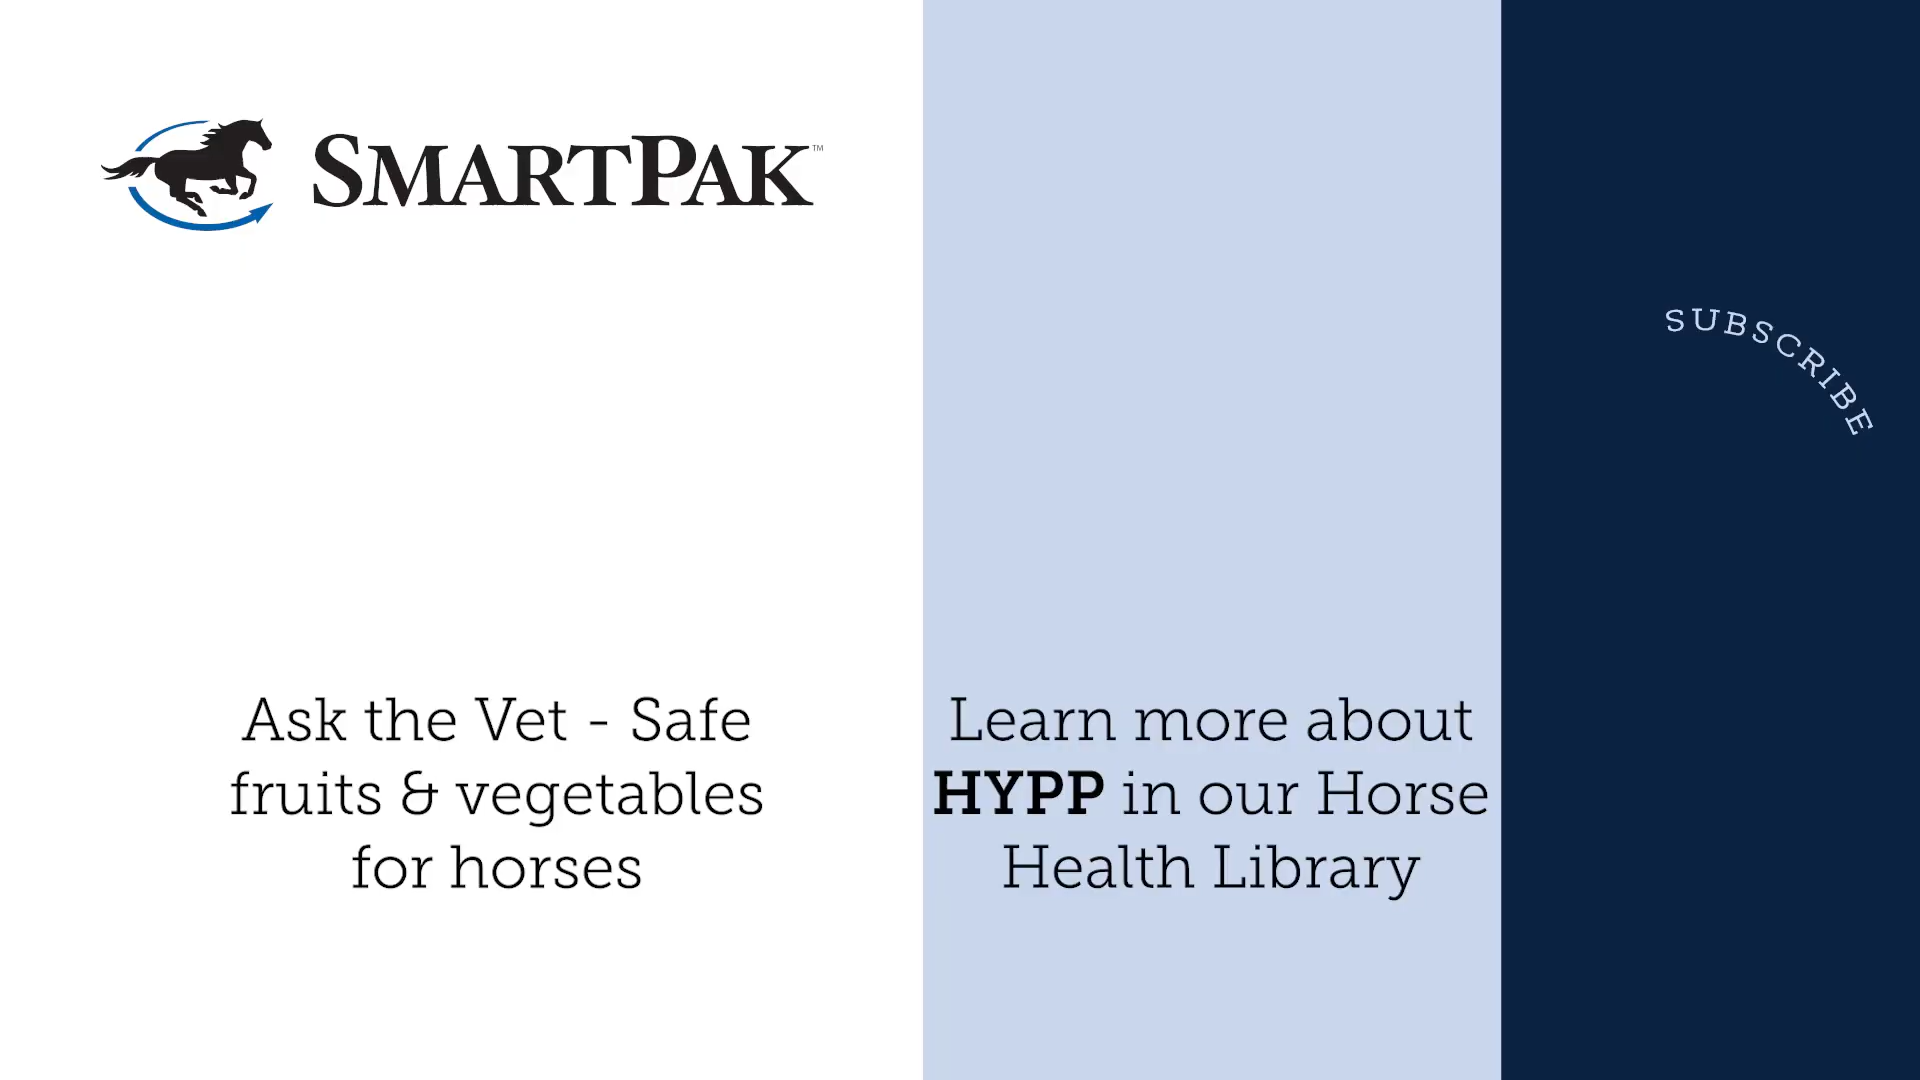 SMARTPAK™
SUBSCRIBE
Ask the Vet - Safe
fruits & vegetables
for horses
Learn more about
HYPP in our Horse
Health Library